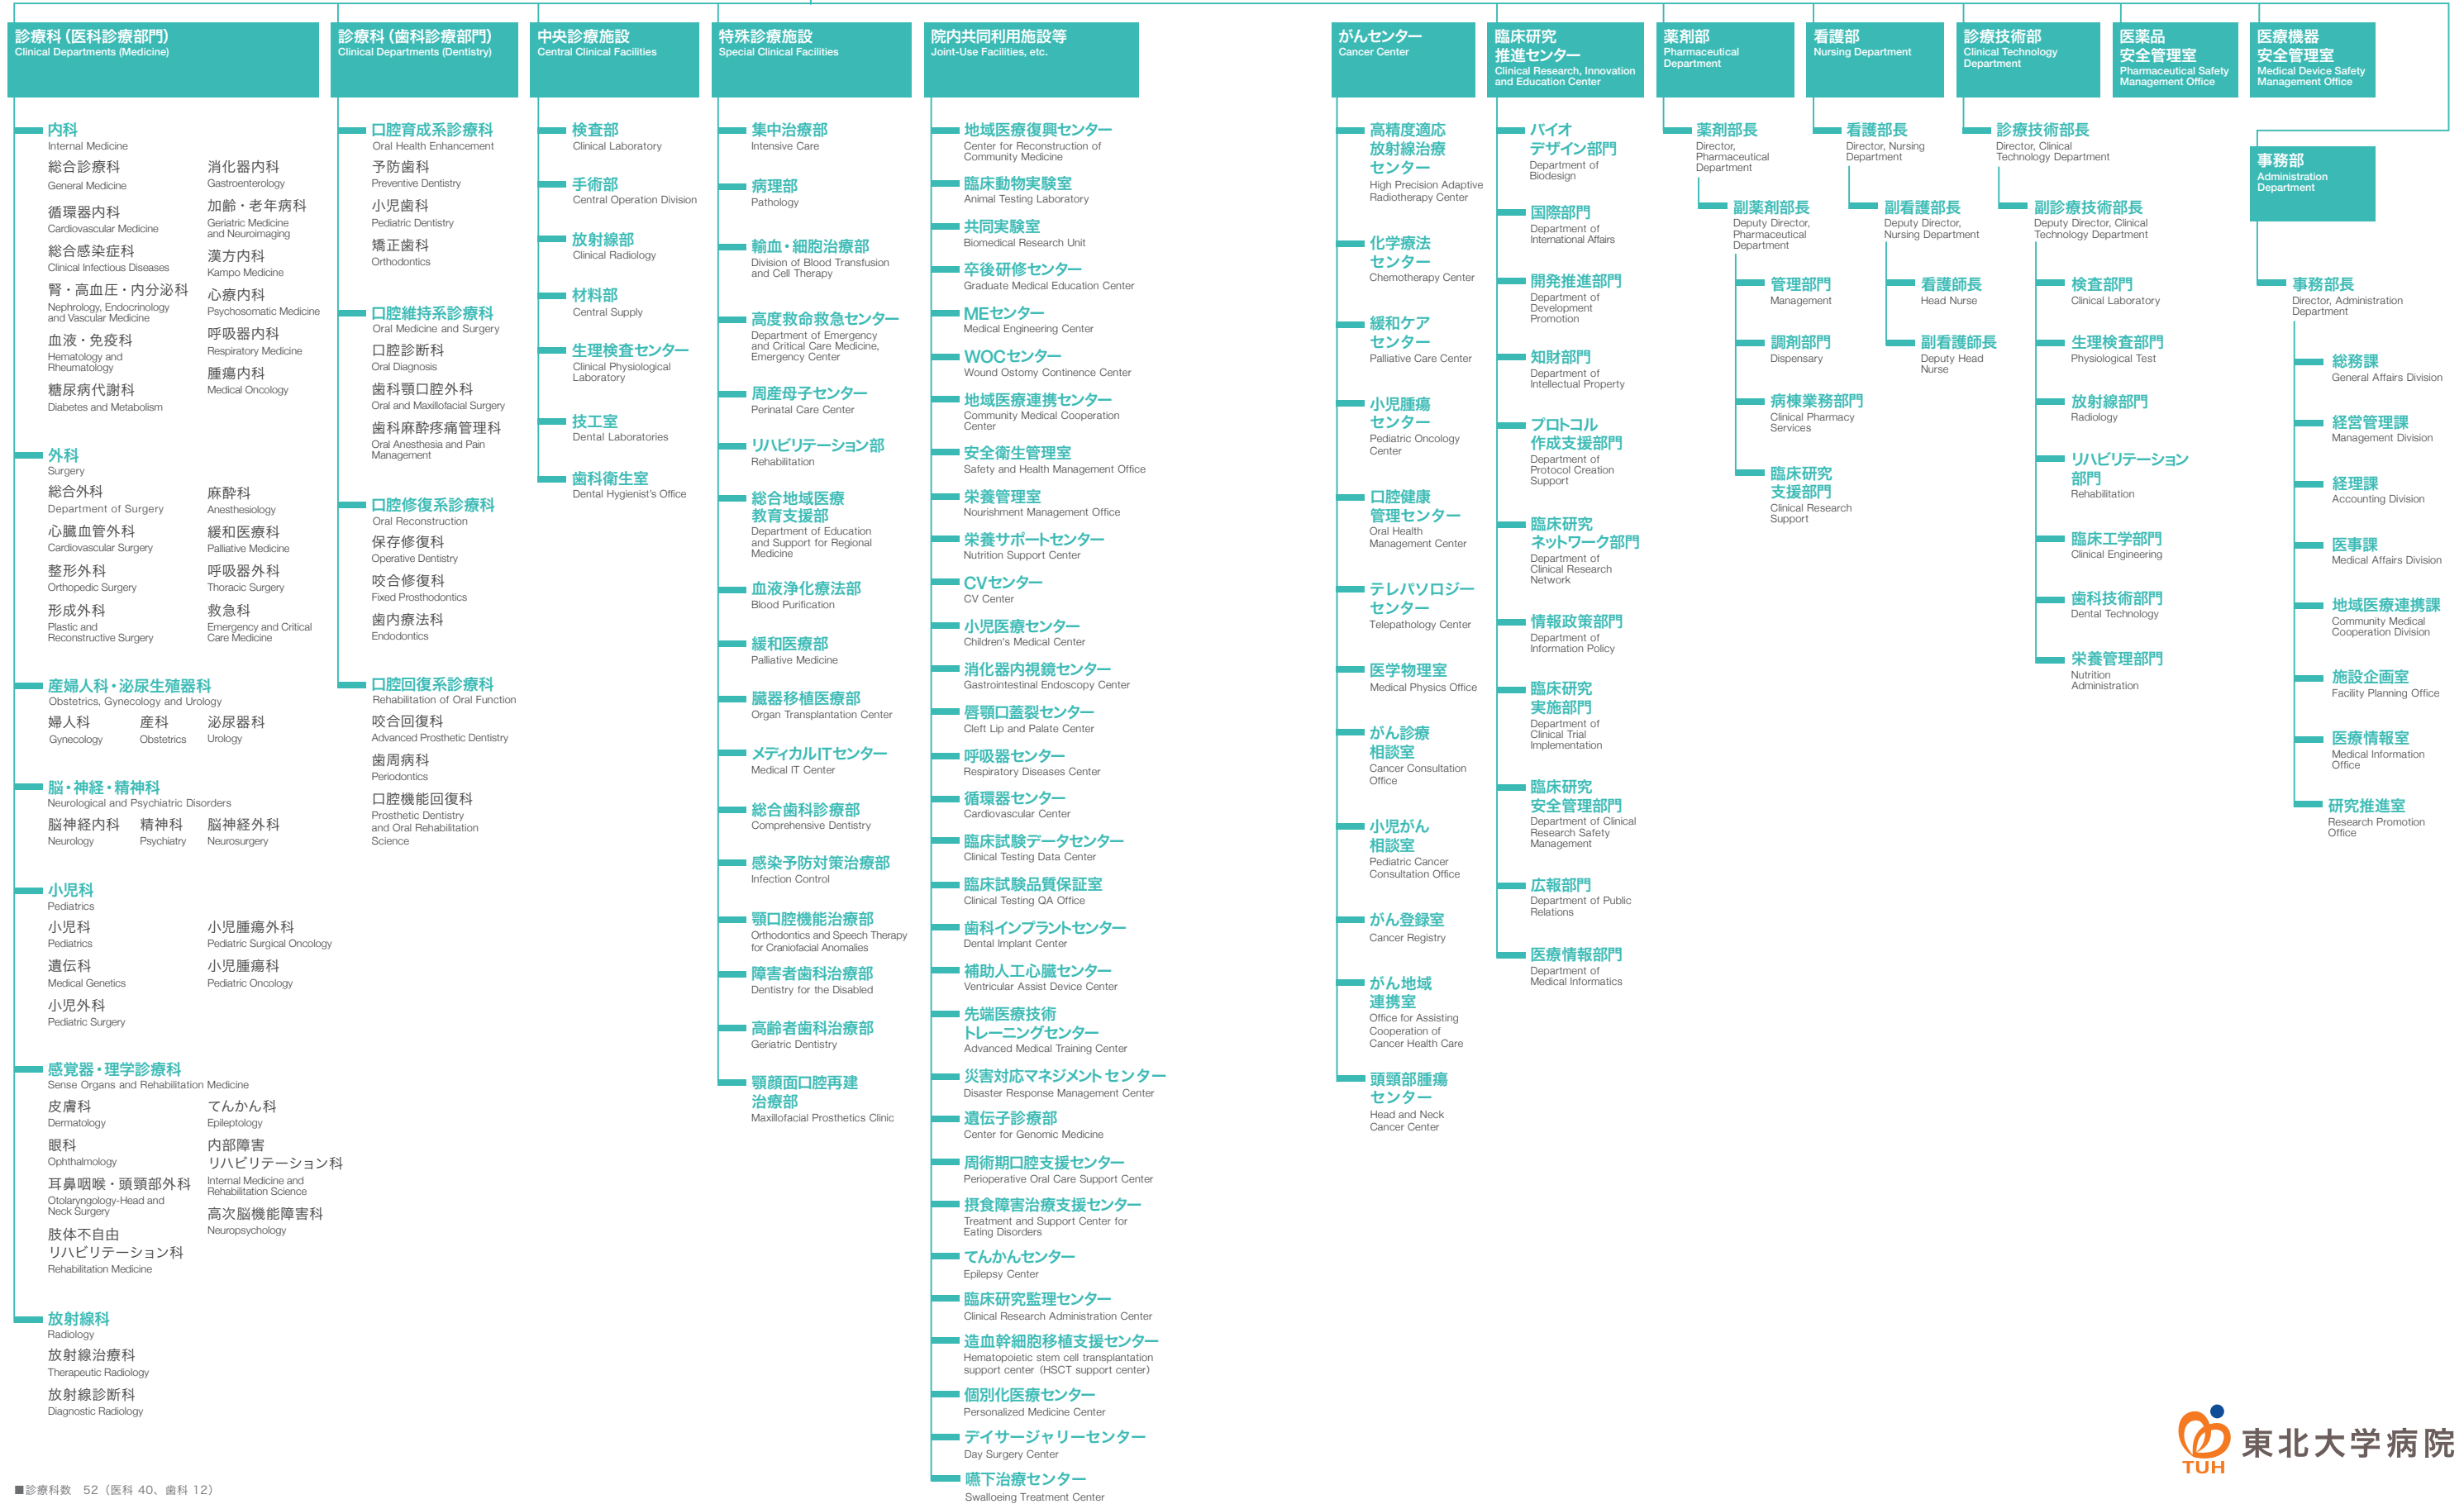 診療科（医科診療部門）
Clinical Departments (Medicine)
内科
Internal Medicine
総合診療科
General Medicine
循環器内科
Cardiovascular Medicine
総合感染症科
Clinical Infectious Diseases
腎・高血圧・内分泌科
Nephrology, Endocrinology
and Vascular Medicine
血液・免疫科
Hematology and
Rheumatology
糖尿病代謝科
Diabetes and Metabolism
消化器内科
Gastroenterology
加齢・老年病科
Geriatric Medicine
and Neuroimaging
漢方内科
Kampo Medicine
心療内科
Psychosomatic Medicine
呼吸器内科
Respiratory Medicine
腫瘍内科
Medical Oncology
外科
Surgery
総合外科
Department of Surgery
心臓血管外科
Cardiovascular Surgery
整形外科
Orthopedic Surgery
形成外科
Plastic and
Reconstructive Surgery
麻酔科
Anesthesiology
緩和医療科
Palliative Medicine
呼吸器外科
Thoracic Surgery
救急科
Emergency and Critical
Care Medicine
産婦人科・泌尿生殖器科
Obstetrics, Gynecology and Urology
婦人科
Gynecology
産科
Obstetrics
泌尿器科
Urology
脳・神経・精神科
Neurological and Psychiatric Disorders
脳神経内科
Neurology
精神科
Psychiatry
脳神経外科
Neurosurgery
小児科
Pediatrics
小児科
Pediatrics
遺伝科
Medical Genetics
小児外科
Pediatric Surgery
小児腫瘍外科
Pediatric Surgical Oncology
小児腫瘍科
Pediatric Oncology
感覚器・理学診療科
Sense Organs and Rehabilitation Medicine
皮膚科
Dermatology
眼科
Ophthalmology
耳鼻咽喉・頭頸部外科
Otolaryngology-Head and
Neck Surgery
肢体不自由
リハビリテーション科
Rehabilitation Medicine
てんかん科
Epileptology
内部障害
リハビリテーション科
Internal Medicine and
Rehabilitation Science
高次脳機能障害科
Neuropsychology
放射線科
Radiology
放射線治療科
Therapeutic Radiology
放射線診断科
Diagnostic Radiology
■診療科数　52（医科 40、歯科 12）
診療科（歯科診療部門）
Clinical Departments (Dentistry)
口腔育成系診療科
Oral Health Enhancement
予防歯科
Preventive Dentistry
小児歯科
Pediatric Dentistry
矯正歯科
Orthodontics
口腔維持系診療科
Oral Medicine and Surgery
口腔診断科
Oral Diagnosis
歯科顎口腔外科
Oral and Maxillofacial Surgery
歯科麻酔疼痛管理科
Oral Anesthesia and Pain
Management
口腔修復系診療科
Oral Reconstruction
保存修復科
Operative Dentistry
咬合修復科
Fixed Prosthodontics
歯内療法科
Endodontics
口腔回復系診療科
Rehabilitation of Oral Function
咬合回復科
Advanced Prosthetic Dentistry
歯周病科
Periodontics
口腔機能回復科
Prosthetic Dentistry
and Oral Rehabilitation
Science
中央診療施設
Central Clinical Facilities
検査部
Clinical Laboratory
手術部
Central Operation Division
放射線部
Clinical Radiology
材料部
Central Supply
生理検査センター
Clinical Physiological
Laboratory
技工室
Dental Laboratories
歯科衛生室
Dental Hygienist's Office
特殊診療施設
Special Clinical Facilities
集中治療部
Intensive Care
病理部
Pathology
輸血・細胞治療部
Division of Blood Transfusion
and Cell Therapy
高度救命救急センター
Department of Emergency
and Critical Care Medicine,
Emergency Center
周産母子センター
Perinatal Care Center
リハビリテーション部
Rehabilitation
総合地域医療
教育支援部
Department of Education
and Support for Regional
Medicine
血液浄化療法部
Blood Purification
緩和医療部
Palliative Medicine
臓器移植医療部
Organ Transplantation Center
メディカルITセンター
Medical IT Center
総合歯科診療部
Comprehensive Dentistry
感染予防対策治療部
Infection Control
顎口腔機能治療部
Orthodontics and Speech Therapy
for Craniofacial Anomalies
障害者歯科治療部
Dentistry for the Disabled
高齢者歯科治療部
Geriatric Dentistry
顎顔面口腔再建
治療部
Maxillofacial Prosthetics Clinic
院内共同利用施設等
Joint-Use Facilities, etc.
地域医療復興センター
Center for Reconstruction of
Community Medicine
臨床動物実験室
Animal Testing Laboratory
共同実験室
Biomedical Research Unit
卒後研修センター
Graduate Medical Education Center
MEセンター
Medical Engineering Center
WOCセンター
Wound Ostomy Continence Center
地域医療連携センター
Community Medical Cooperation
Center
安全衛生管理室
Safety and Health Management Office
栄養管理室
Nourishment Management Office
栄養サポートセンター
Nutrition Support Center
CVセンター
CV Center
小児医療センター
Children's Medical Center
消化器内視鏡センター
Gastrointestinal Endoscopy Center
唇顎口蓋裂センター
Cleft Lip and Palate Center
呼吸器センター
Respiratory Diseases Center
循環器センター
Cardiovascular Center
臨床試験データセンター
Clinical Testing Data Center
臨床試験品質保証室
Clinical Testing QA Office
歯科インプラントセンター
Dental Implant Center
補助人工心臓センター
Ventricular Assist Device Center
先端医療技術
トレーニングセンター
Advanced Medical Training Center
災害対応マネジメントセンター
Disaster Response Management Center
遺伝子診療部
Center for Genomic Medicine
周術期口腔支援センター
Perioperative Oral Care Support Center
摂食障害治療支援センター
Treatment and Support Center for
Eating Disorders
てんかんセンター
Epilepsy Center
臨床研究監理センター
Clinical Research Administration Center
造血幹細胞移植支援センター
Hematopoietic stem cell transplantation
support center（HSCT support center）
個別化医療センター
Personalized Medicine Center
デイサージャリーセンター
Day Surgery Center
嚥下治療センター
Swalloeing Treatment Center
がんセンター
Cancer Center
高精度適応
放射線治療
センター
High Precision Adaptive
Radiotherapy Center
化学療法
センター
Chemotherapy Center
緩和ケア
センター
Palliative Care Center
小児腫瘍
センター
Pediatric Oncology
Center
口腔健康
管理センター
Oral Health
Management Center
テレパソロジー
センター
Telepathology Center
医学物理室
Medical Physics Office
がん診療
相談室
Cancer Consultation
Office
小児がん
相談室
Pediatric Cancer
Consultation Office
がん登録室
Cancer Registry
がん地域
連携室
Office for Assisting
Cooperation of
Cancer Health Care
頭頸部腫瘍
センター
Head and Neck
Cancer Center
臨床研究
推進センター
Clinical Research, Innovation
and Education Center
バイオ
デザイン部門
Department of
Biodesign
国際部門
Department of
International Affairs
開発推進部門
Department of
Development
Promotion
知財部門
Department of
Intellectual Property
プロトコル
作成支援部門
Department of
Protocol Creation
Support
臨床研究
ネットワーク部門
Department of
Clinical Research
Network
情報政策部門
Department of
Information Policy
臨床研究
実施部門
Department of
Clinical Trial
Implementation
臨床研究
安全管理部門
Department of Clinical
Research Safety
Management
広報部門
Department of Public
Relations
医療情報部門
Department of
Medical Informatics
薬剤部
Pharmaceutical
Department
薬剤部長
Director,
Pharmaceutical
Department
副薬剤部長
Deputy Director,
Pharmaceutical
Department
管理部門
Management
調剤部門
Dispensary
病棟業務部門
Clinical Pharmacy
Services
臨床研究
支援部門
Clinical Research
Support
看護部
Nursing Department
看護部長
Director, Nursing
Department
副看護部長
Deputy Director,
Nursing Department
看護師長
Head Nurse
副看護師長
Deputy Head
Nurse
診療技術部
Clinical Technology
Department
診療技術部長
Director, Clinical
Technology Department
副診療技術部長
Deputy Director, Clinical
Technology Department
検査部門
Clinical Laboratory
生理検査部門
Physiological Test
放射線部門
Radiology
リハビリテーション
部門
Rehabilitation
臨床工学部門
Clinical Engineering
歯科技術部門
Dental Technology
栄養管理部門
Nutrition
Administration
医薬品
安全管理室
Pharmaceutical Safety
Management Office
医療機器
安全管理室
Medical Device Safety
Management Office
事務部
Administration
Department
事務部長
Director, Administration
Department
総務課
General Affairs Division
経営管理課
Management Division
経理課
Accounting Division
医事課
Medical Affairs Division
地域医療連携課
Community Medical
Cooperation Division
施設企画室
Facility Planning Office
医療情報室
Medical Information
Office
研究推進室
Research Promotion
Office
TUH
東北大学病院